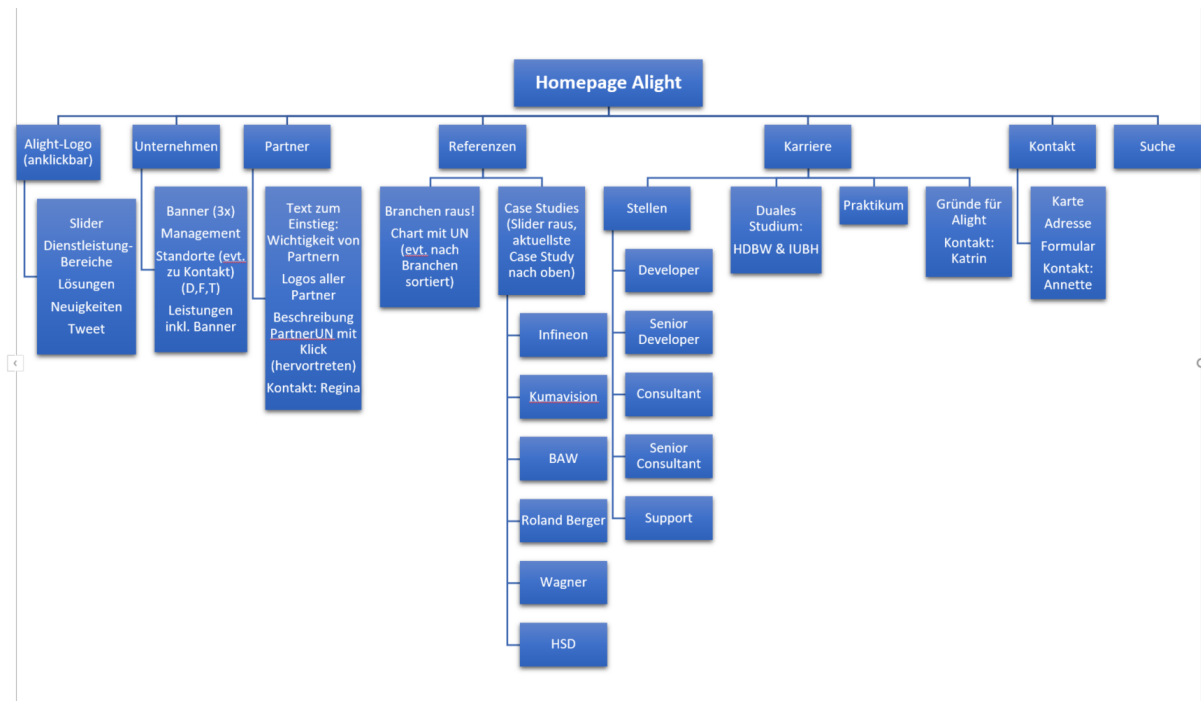 Homepage Alight
Alight-Logo
(anklickbar)
Unternehmen
Partner
Referenzen
Karriere
Kontakt
Suche
Slider
Dienstleistung-
Bereiche
Lösungen
Neuigkeiten
Tweet
Banner (3x)
Management
Standorte (evt.
zu Kontakt)
(D,F,T)
Leistungen
inkl. Banner
Text zum
Einstieg:
Wichtigkeit von
Partnern
Logos aller
Partner
Beschreibung
PartnerUN mit
Klick
(hervortreten)
Kontakt: Regina
Branchen raus!
Chart mit UN
(evt. nach
Branchen
sortiert)
Case Studies
(Slider raus,
aktuellste
Case Study
nach oben)
Infineon
Kumavision
BAW
Roland Berger
Wagner
HSD
Stellen
Developer
Senior
Developer
Consultant
Senior
Consultant
Support
Duales
Studium:
HDBW & IUBH
Praktikum
Gründe für
Alight
Kontakt:
Katrin
Karte
Adresse
Formular
Kontakt:
Annette